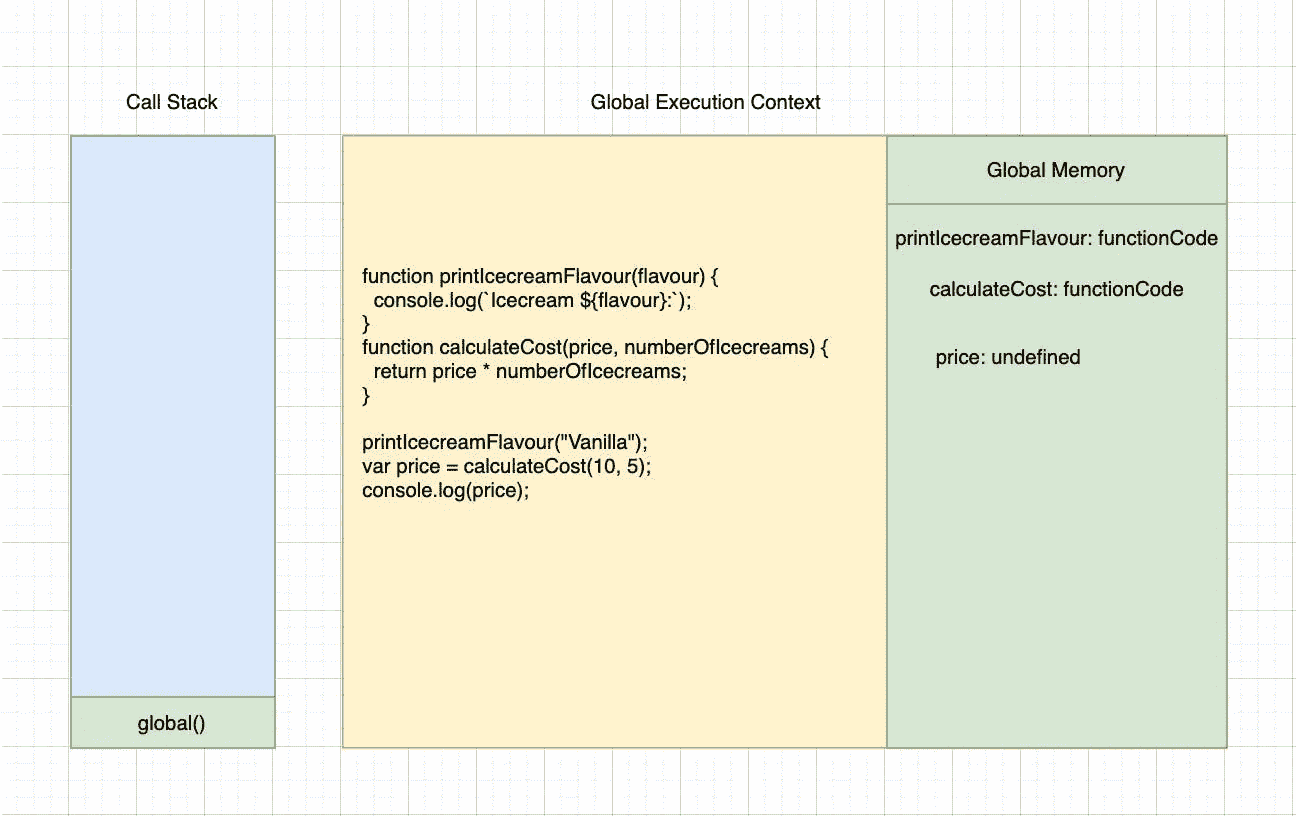 Call Stack
Global Execution Context
Global Memory
printIcecreamFlavour: functionCode
calculateCost: functionCode
price: undefined
function printIcecreamFlavour(flavour) {
  console.log(`Icecream ${flavour}:`);
}
function calculateCost(price, numberOfIcecreams) {
  return price * numberOfIcecreams;
}
printIcecreamFlavour("Vanilla");
var price = calculateCost(10, 5);
console.log(price);
global()